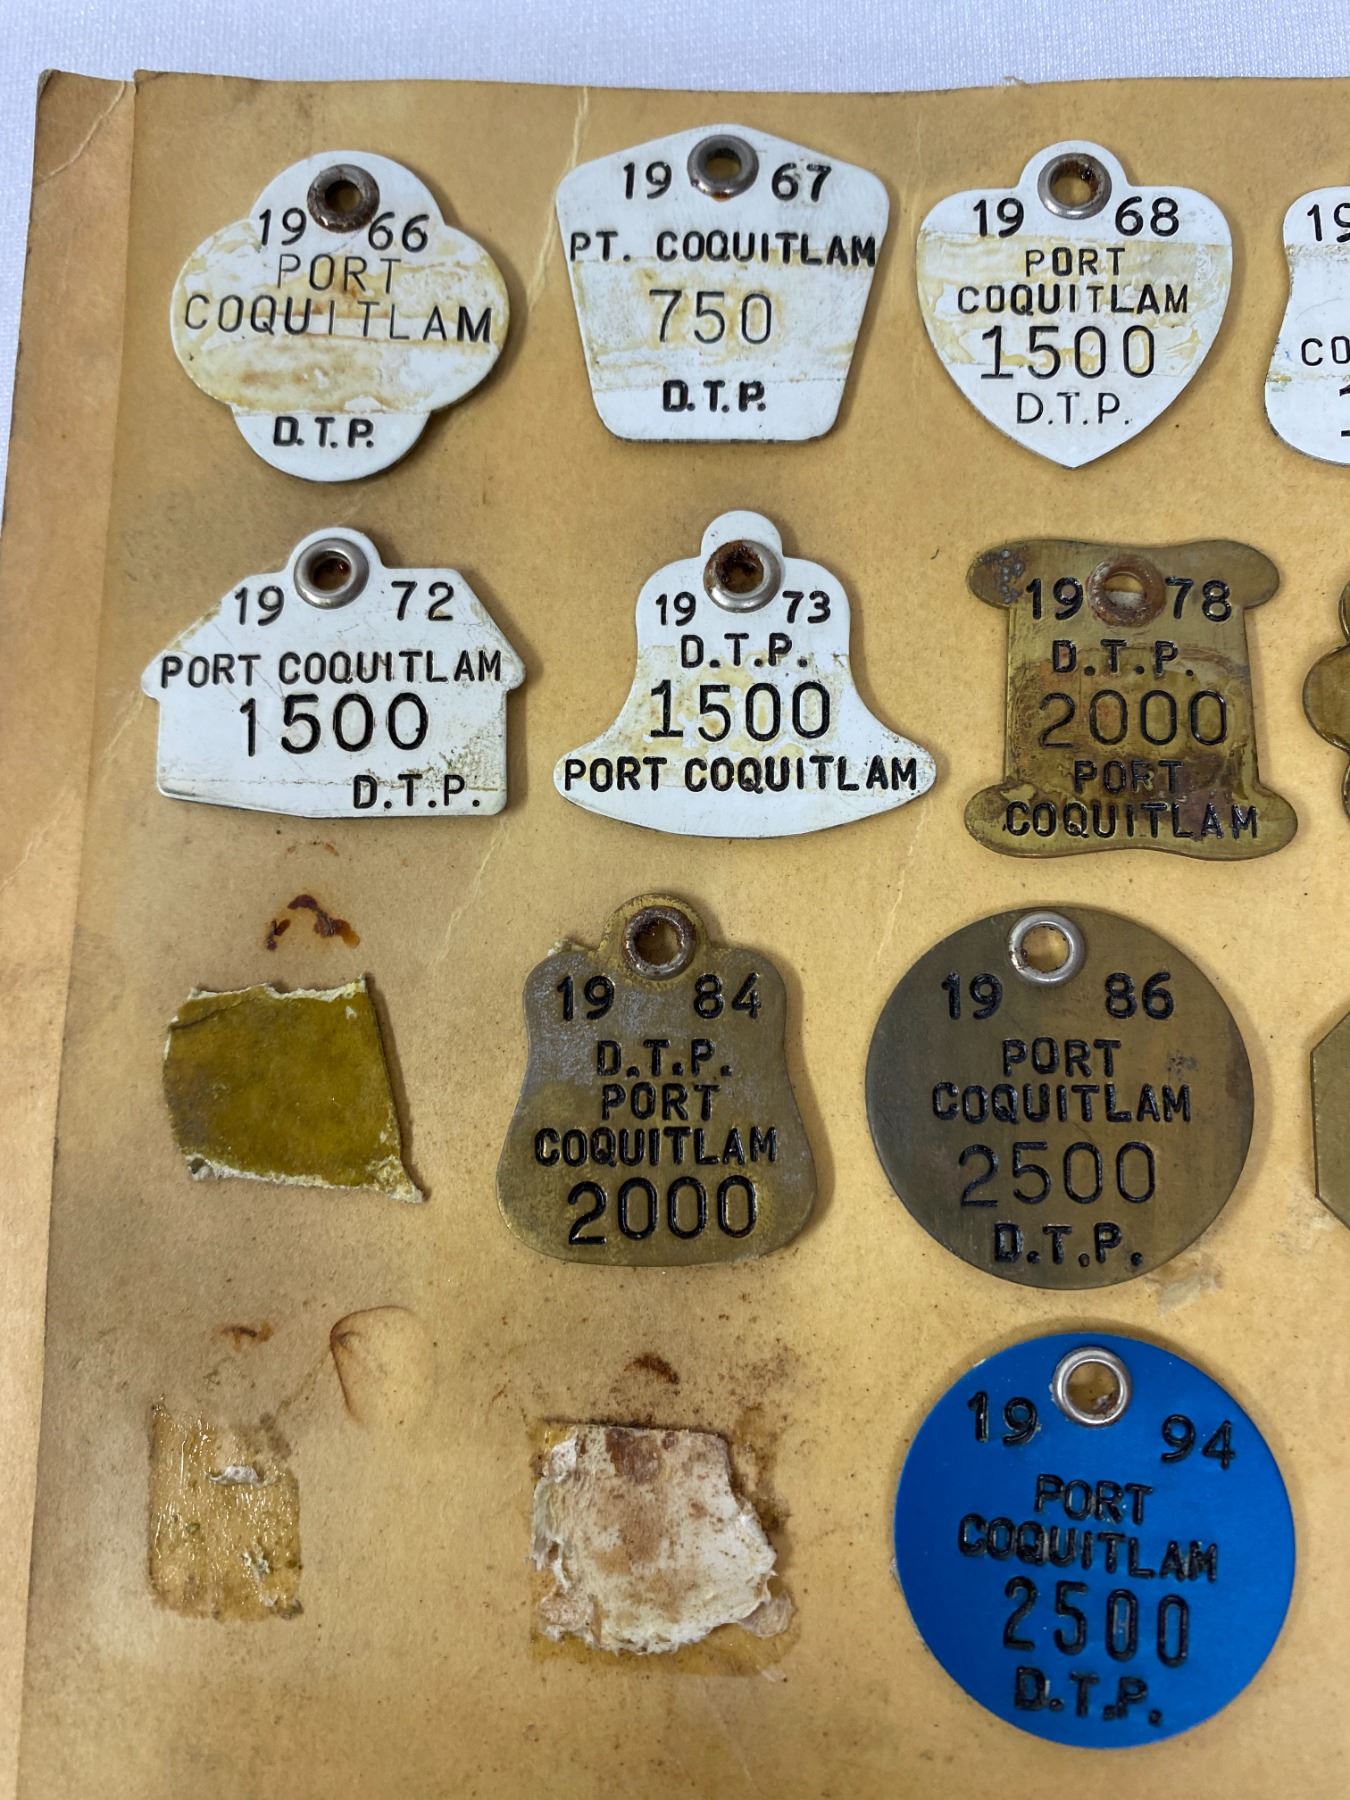 19 66
PORT
COQUITLAM
D.T.P.
19 67
PT. COQUITLAM
750
D.T.P.
19 68
PORT
COQUITLAM
1500
D.T.P.
19
CO
19 72
PORT COQUITLAM
1500
D.T.P.
19 73
D.T.P.
1500
PORT COQUITLAM
19 78
D.T.P.
2000
PORT
COQUITLAM
19 84
D.T.P.
PORT
COQUITLAM
2000
19 86
PORT
COQUITLAM
2500
D.T.P.
19 94
PORT
COQUITLAM
2500
D.T.P.